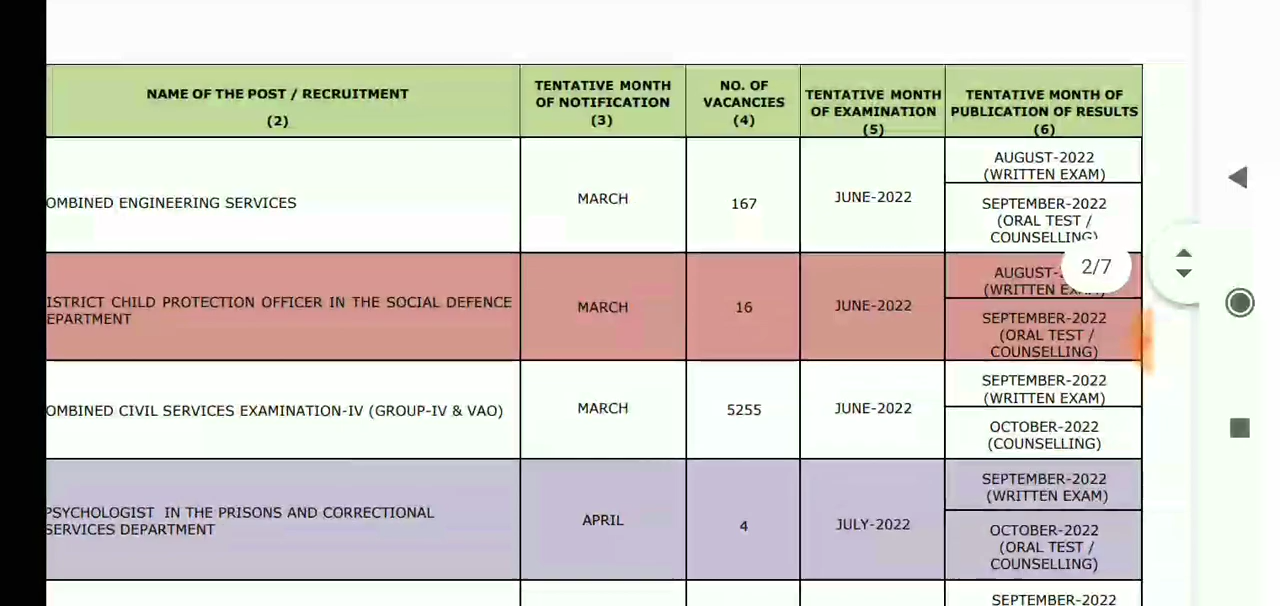 NAME OF THE POST / RECRUITMENT
(2)
TENTATIVE MONTH
OF NOTIFICATION
(3)
NO. OF
VACANCIES
(4)
TENTATIVE MONTH
OF EXAMINATION
(5)
TENTATIVE MONTH OF
PUBLICATION OF RESULTS
(6)
OMBINED ENGINEERING SERVICES
MARCH
167
JUNE-2022
AUGUST-2022
(WRITTEN EXAM)
SEPTEMBER-2022
(ORAL TEST /
COUNSELLING)
2/7
ISTRICT CHILD PROTECTION OFFICER IN THE SOCIAL DEFENCE
EPARTMENT
MARCH
16
JUNE-2022
AUGUST-
(WRITTEN EXAM)
SEPTEMBER-2022
(ORAL TEST /
COUNSELLING)
OMBINED CIVIL SERVICES EXAMINATION-IV (GROUP-IV & VAO)
MARCH
5255
JUNE-2022
SEPTEMBER-2022
(WRITTEN EXAM)
OCTOBER-2022
(COUNSELLING)
PSYCHOLOGIST IN THE PRISONS AND CORRECTIONAL
SERVICES DEPARTMENT
APRIL
4
JULY-2022
SEPTEMBER-2022
(WRITTEN EXAM)
OCTOBER-2022
(ORAL TEST /
COUNSELLING)
SEPTEMBER-2022